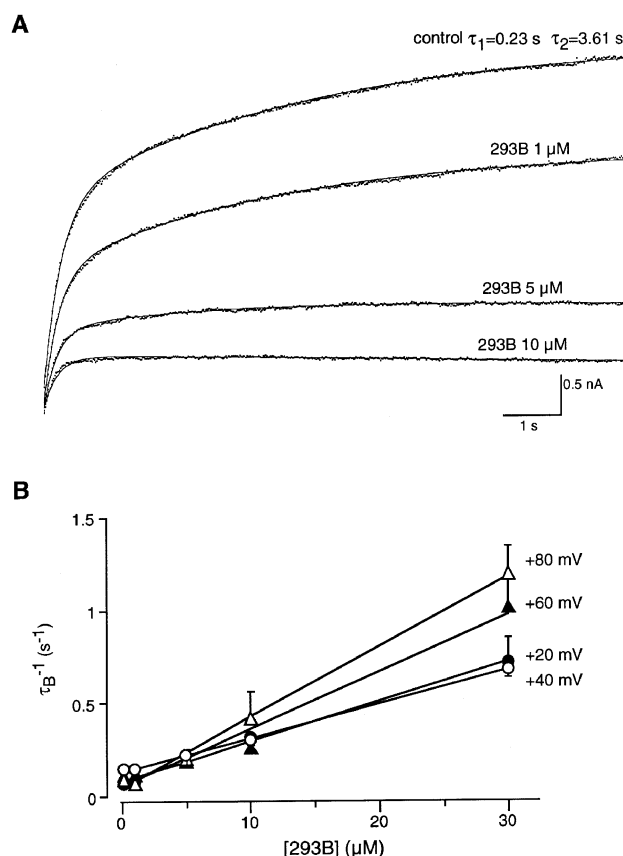 A
control τ1=0.23 s τ2=3.61 s
293B 1 µM
293B 5 µM
293B 10 µM
0.5 nA
1 s
B
1.5
1
0.5
0
τB-1 (s-1)
+80 mV
+60 mV
+20 mV
+40 mV
0 10 20 30
[293B] (µM)